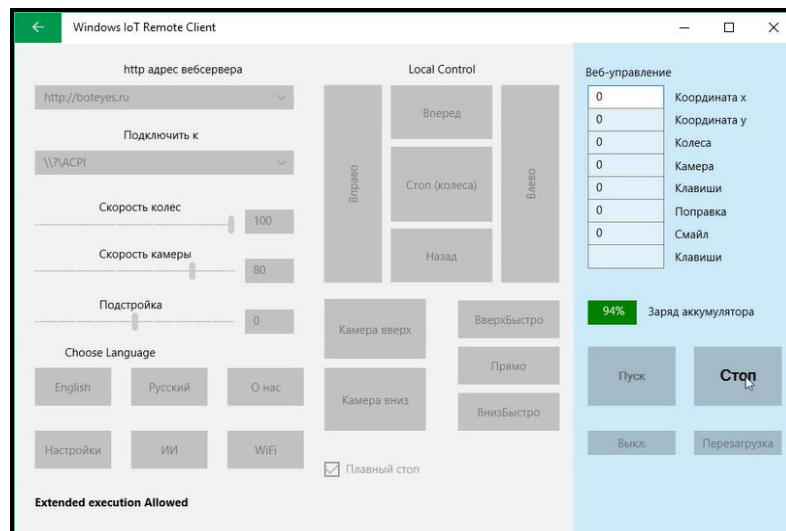 Windows IoT Remote Client
http адрес вебсервера
http://boteyes.ru
Подключить к
\\?\ACPI
Скорость колес
100
Скорость камеры
80
Подстройка
0
Choose Language
English Русский О нас
Настройки ИИ WiFi
Extended execution Allowed
Local Control
Вправо
Вперед
Стоп (колеса)
Назад
Влево
Камера вверх
Камера вниз
ВверхБыстро
Прямо
ВнизБыстро
Плавный стоп
Веб-управление
0 Координата x
0 Координата y
0 Колеса
0 Камера
0 Клавиши
0 Поправка
0 Смайл
Клавиши
94% Заряд аккумулятора
Пуск Стоп
Выкл. Перезагрузка